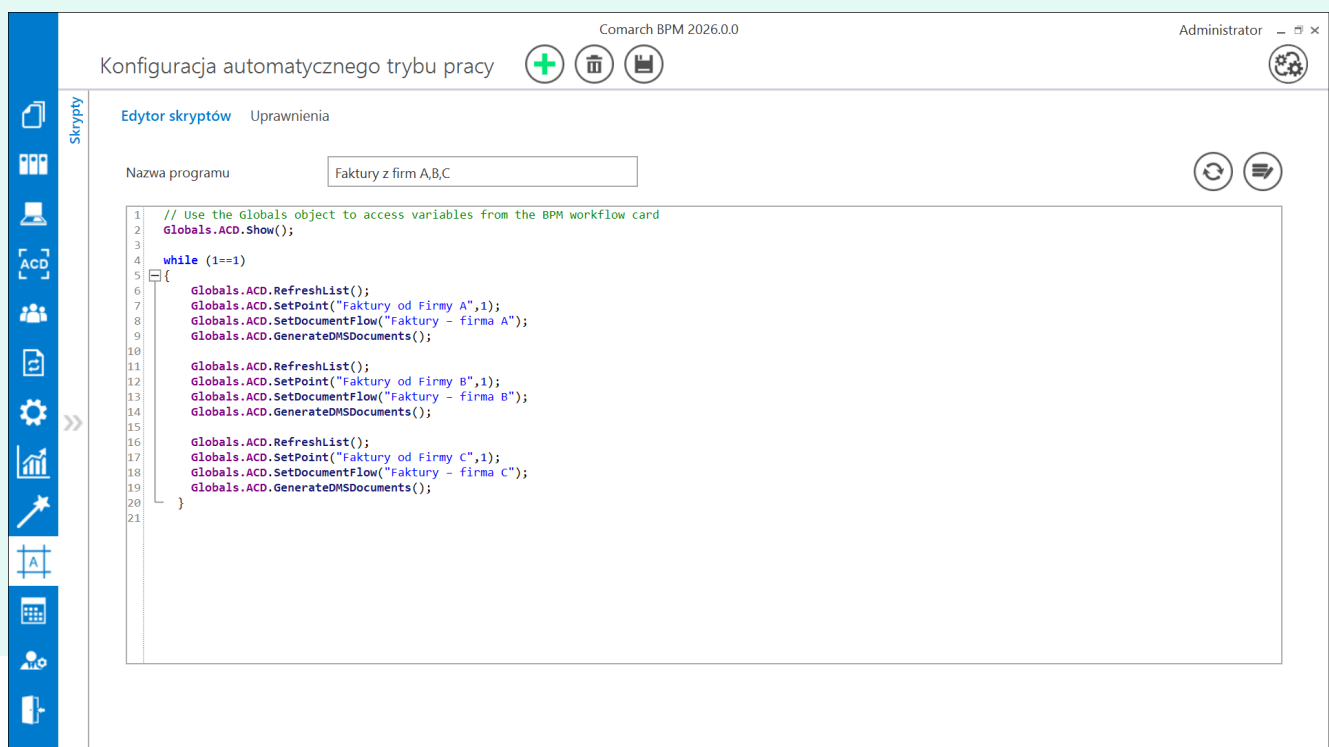 Comarch BPM 2026.0.0
Administrator
Konfiguracja automatycznego trybu pracy
Skrypty
Edytor skryptów Uprawnienia
Nazwa programu
Faktury z firm A,B,C
ACD
A
1 // Use the Globals object to access variables from the BPM workflow card
2 Globals.ACD.Show();
3
4 while (1==1)
5 {
6 Globals.ACD.RefreshList();
7 Globals.ACD.SetPoint("Faktury od Firmy A",1);
8 Globals.ACD.SetDocumentFlow("Faktury – firma A");
9 Globals.ACD.GenerateDMSDocuments();
10
11 Globals.ACD.RefreshList();
12 Globals.ACD.SetPoint("Faktury od Firmy B",1);
13 Globals.ACD.SetDocumentFlow("Faktury – firma B");
14 Globals.ACD.GenerateDMSDocuments();
15
16 Globals.ACD.RefreshList();
17 Globals.ACD.SetPoint("Faktury od Firmy C",1);
18 Globals.ACD.SetDocumentFlow("Faktury – firma C");
19 Globals.ACD.GenerateDMSDocuments();
20 }
21